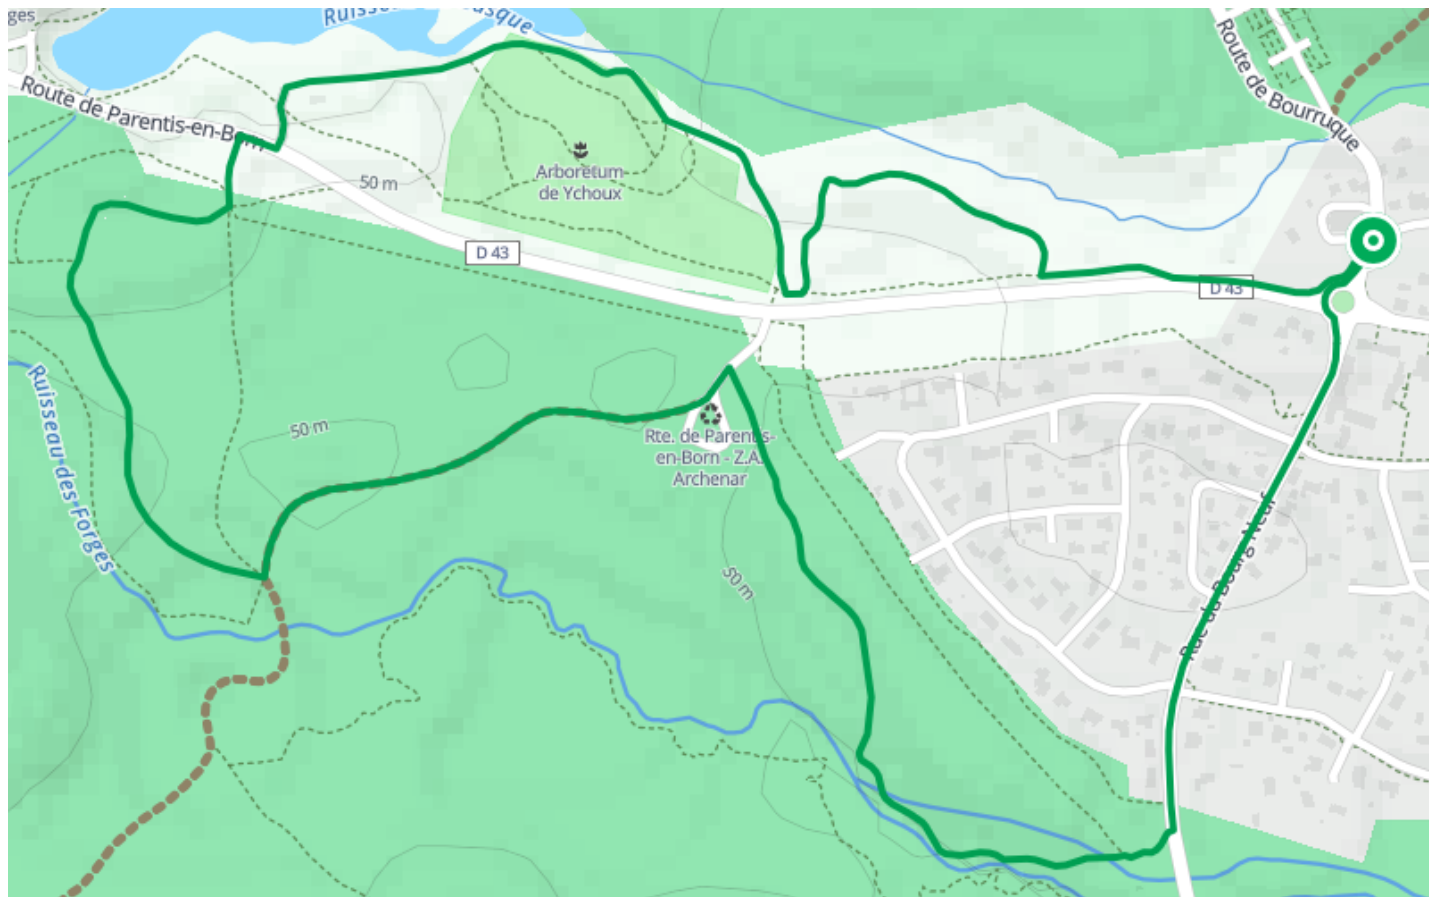 ges
Route de Parentis-en-Born
Route de Bourruque
Arboretum
de Ychoux
50 m
D 43
D 43
Ruisseau des Forges
50 m
Rte. de Parentis-
en-Born - Z.A.
Archenar
50 m
Rue du Bourg Neuf